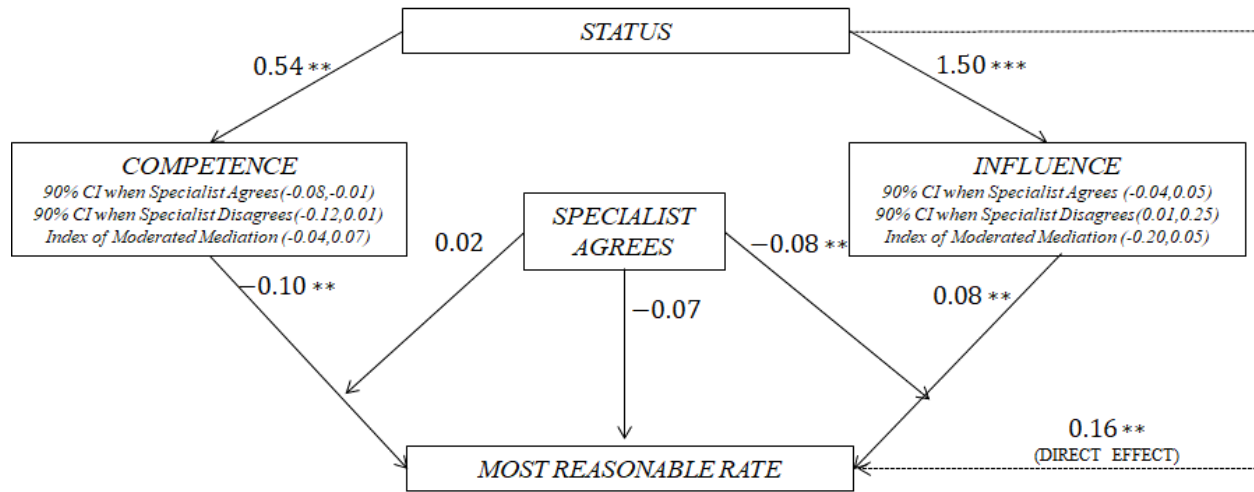 STATUS
0.54 **
1.50 ***
COMPETENCE
90% CI when Specialist Agrees(-0.08,-0.01)
90% CI when Specialist Disagrees(-0.12,0.01)
Index of Moderated Mediation (-0.04,0.07)
INFLUENCE
90% CI when Specialist Agrees (-0.04,0.05)
90% CI when Specialist Disagrees(0.01,0.25)
Index of Moderated Mediation (-0.20,0.05)
SPECIALIST
AGREES
0.02
−0.08 **
−0.10 **
−0.07
0.08 **
0.16 **
(DIRECT EFFECT)
MOST REASONABLE RATE